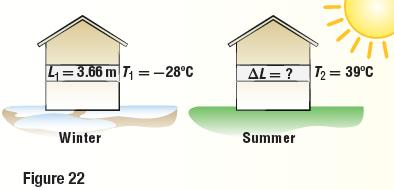 L₁ = 3.66 m T₁ = −28°C
ΔL = ? T₂ = 39°C
Winter
Summer
Figure 22